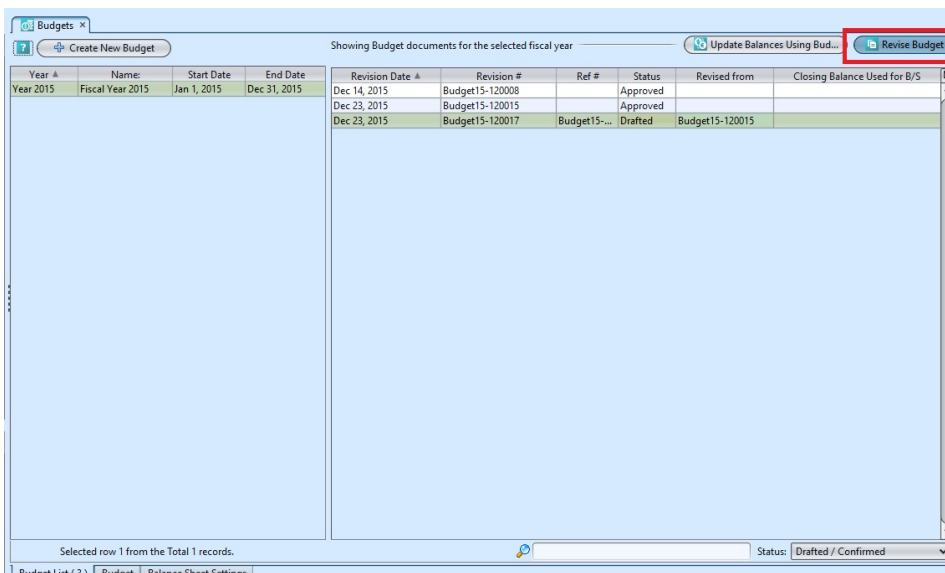 Budgets ×
? Create New Budget
Showing Budget documents for the selected fiscal year
Update Balances Using Bud...
Revise Budget
Year Name: Start Date End Date
Year 2015 Fiscal Year 2015 Jan 1, 2015 Dec 31, 2015
Revision Date Revision # Ref # Status Revised from Closing Balance Used for B/S
Dec 14, 2015 Budget15-120008 Approved
Dec 23, 2015 Budget15-120015 Approved
Dec 23, 2015 Budget15-120017 Budget15-... Drafted Budget15-120015
Selected row 1 from the Total 1 records.
Status: Drafted / Confirmed
Budget List ( 3 ) Budget Balance Sheet Settings